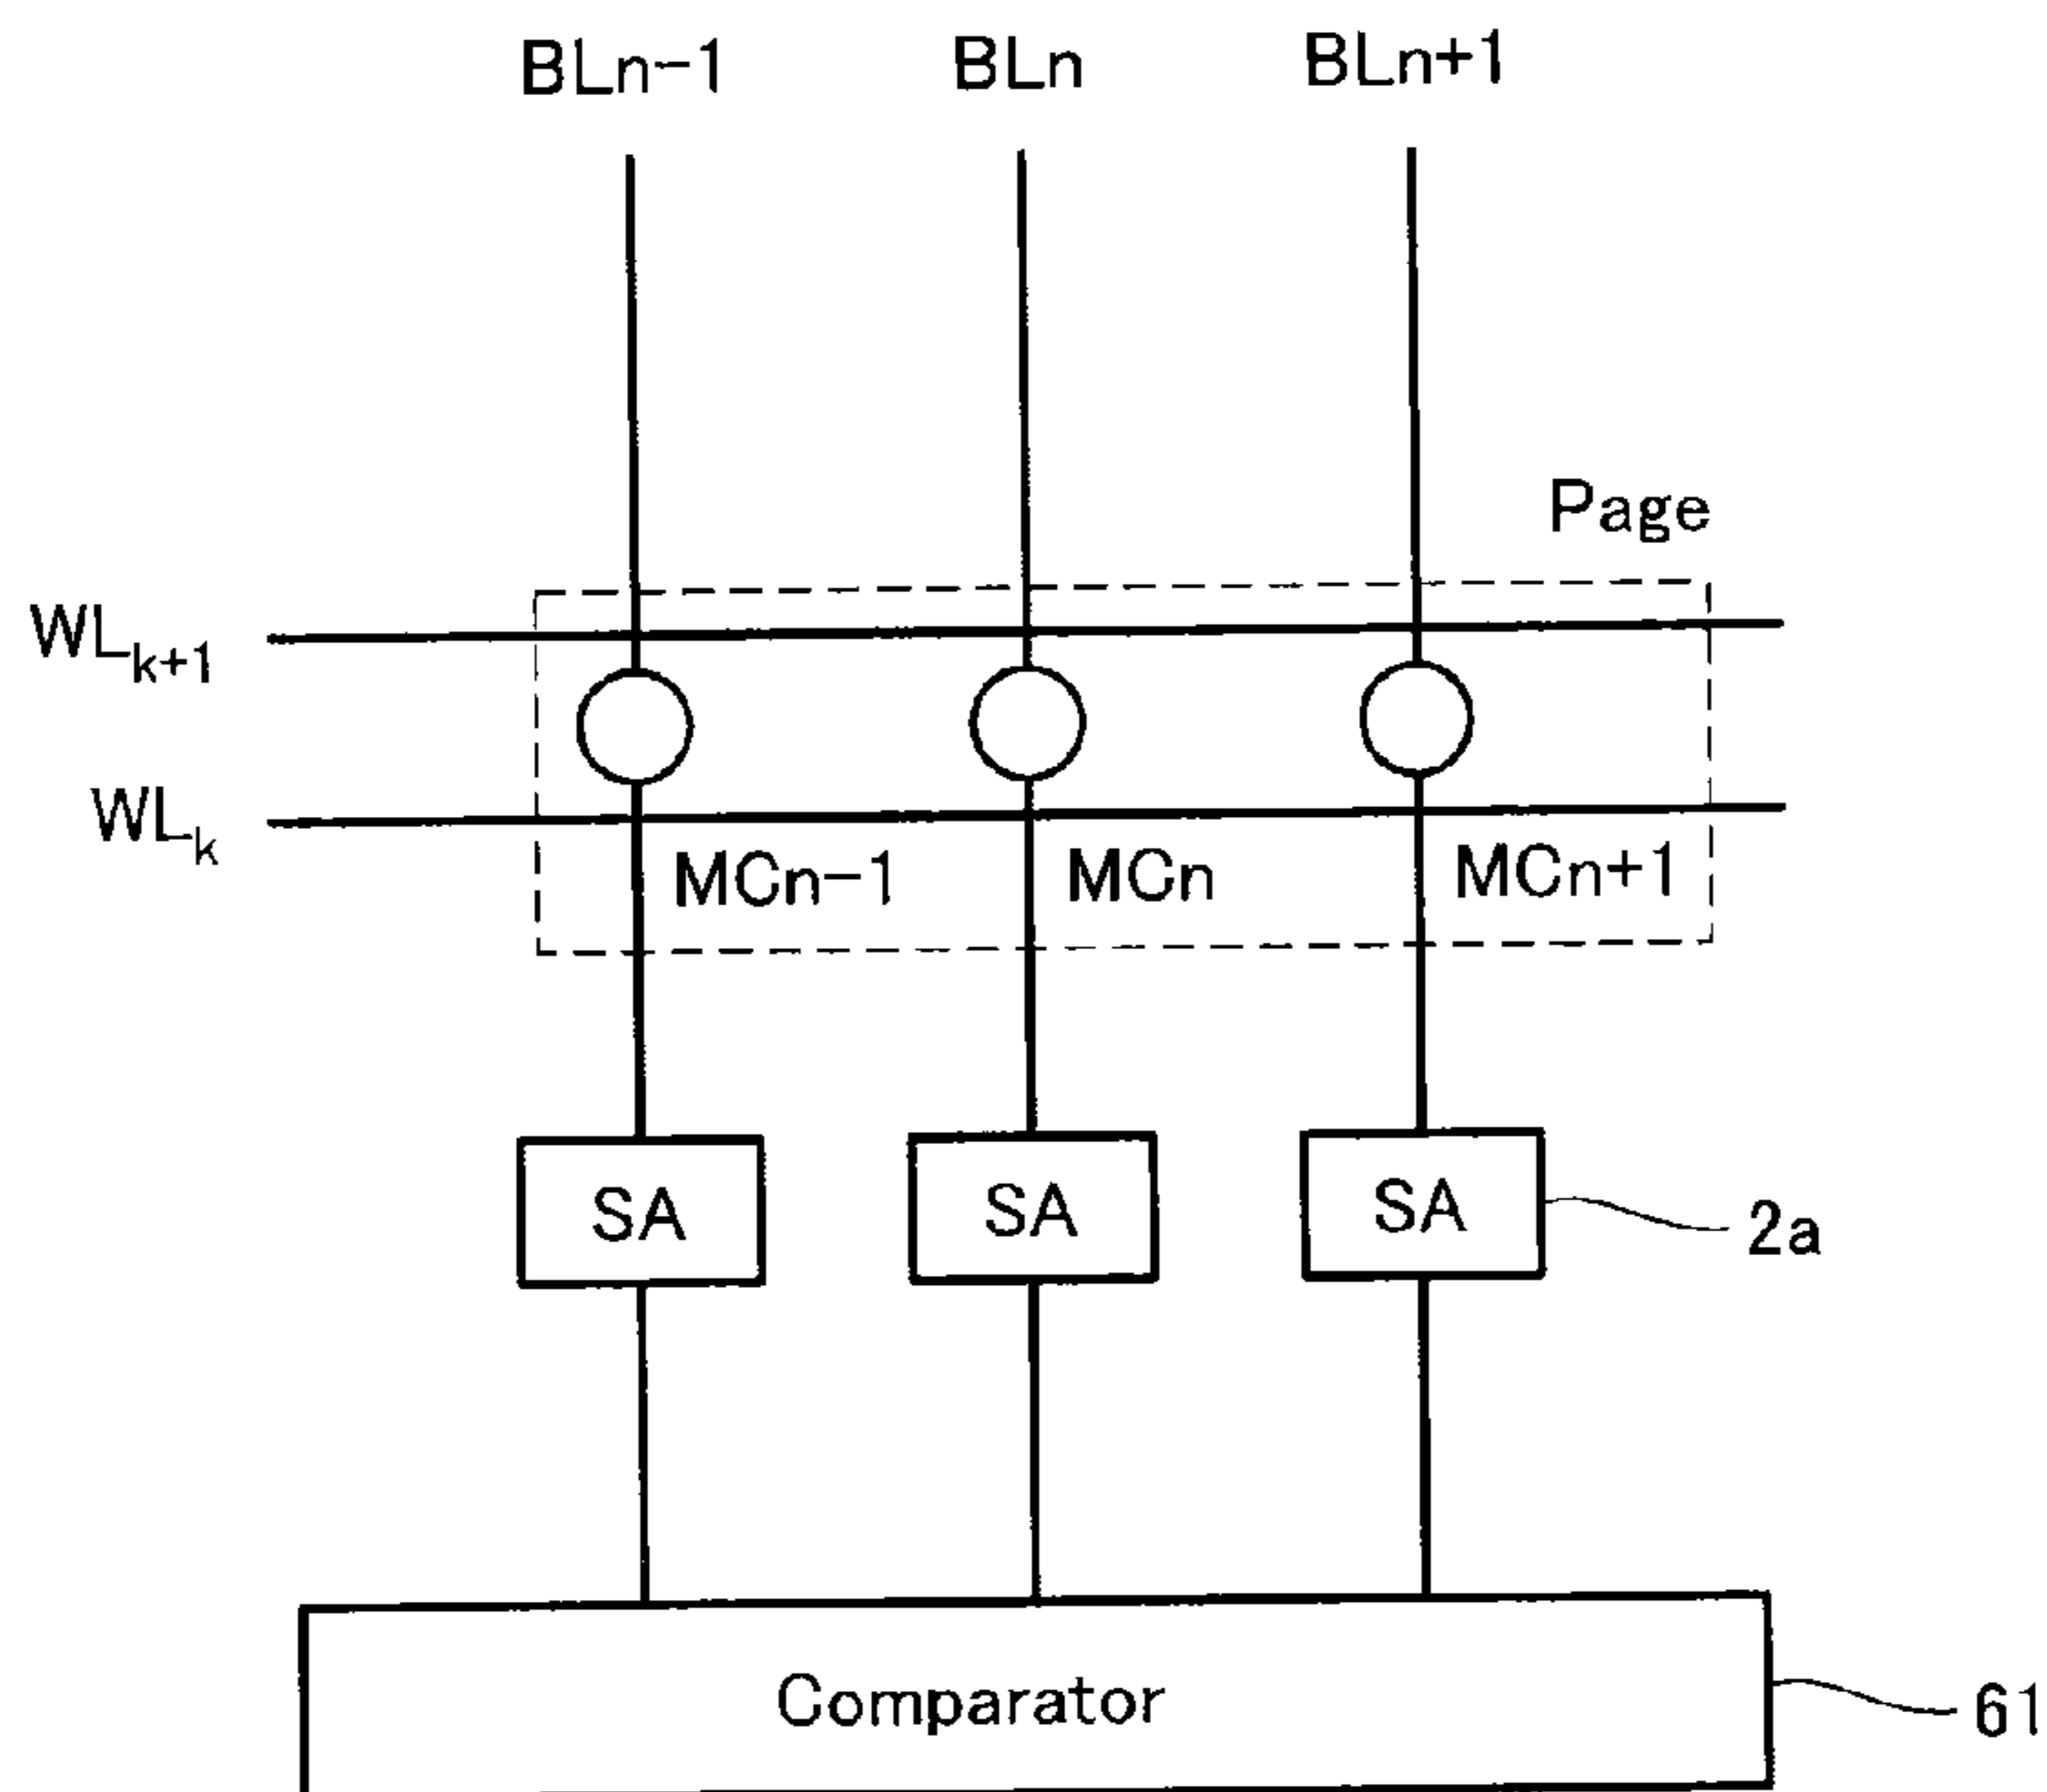 BLn-1 BLn BLn+1
Page
WLk+1
WLk
MCn-1 MCn MCn+1
SA SA SA 2a
Comparator 61